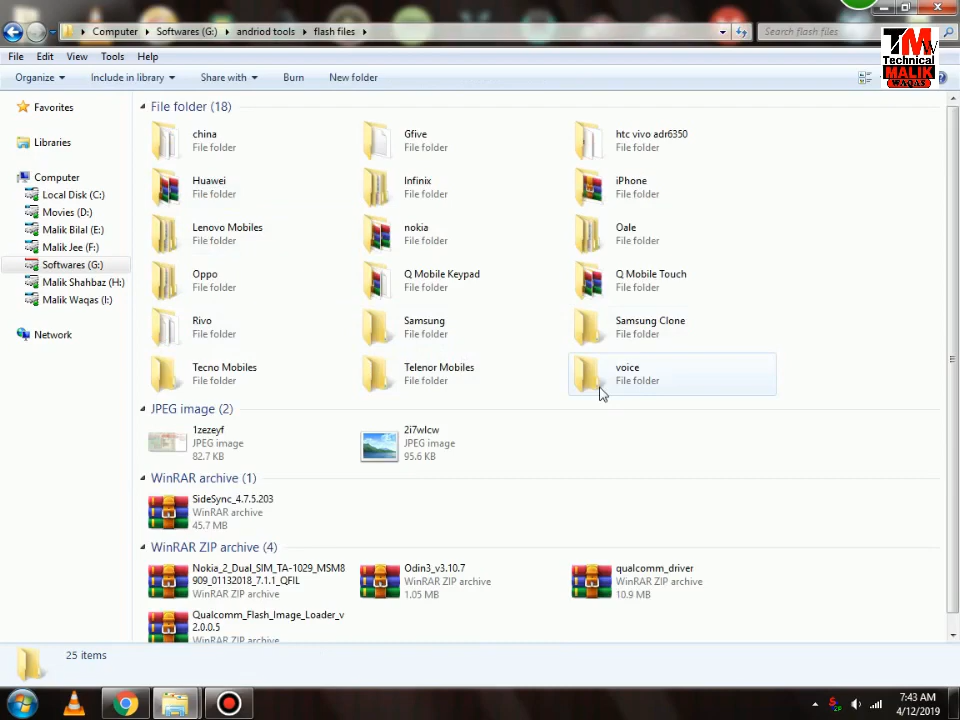 Computer ▸ Softwares (G:) ▸ andriod tools ▸ flash files ▸
Search flash files
TMW
Technical
MALIK
WAQAS
File Edit View Tools Help
Organize Include in library Share with Burn New folder
Favorites
Libraries
Computer
Local Disk (C:)
Movies (D:)
Malik Bilal (E:)
Malik Jee (F:)
Softwares (G:)
Malik Shahbaz (H:)
Malik Waqas (I:)
Network
File folder (18)
china
File folder
Gfive
File folder
htc vivo adr6350
File folder
Huawei
File folder
Infinix
File folder
iPhone
File folder
Lenovo Mobiles
File folder
nokia
File folder
Oale
File folder
Oppo
File folder
Q Mobile Keypad
File folder
Q Mobile Touch
File folder
Rivo
File folder
Samsung
File folder
Samsung Clone
File folder
Tecno Mobiles
File folder
Telenor Mobiles
File folder
voice
File folder
JPEG image (2)
1zezeyf
JPEG image
82.7 KB
2i7wlcw
JPEG image
95.6 KB
WinRAR archive (1)
SideSync_4.7.5.203
WinRAR archive
45.7 MB
WinRAR ZIP archive (4)
Nokia_2_Dual_SIM_TA-1029_MSM8
909_01132018_7.1.1_QFIL
WinRAR ZIP archive
Odin3_v3.10.7
WinRAR ZIP archive
1.05 MB
qualcomm_driver
WinRAR ZIP archive
10.9 MB
Qualcomm_Flash_Image_Loader_v
2.0.0.5
WinRAR ZIP archive
25 items
7:43 AM
4/12/2019